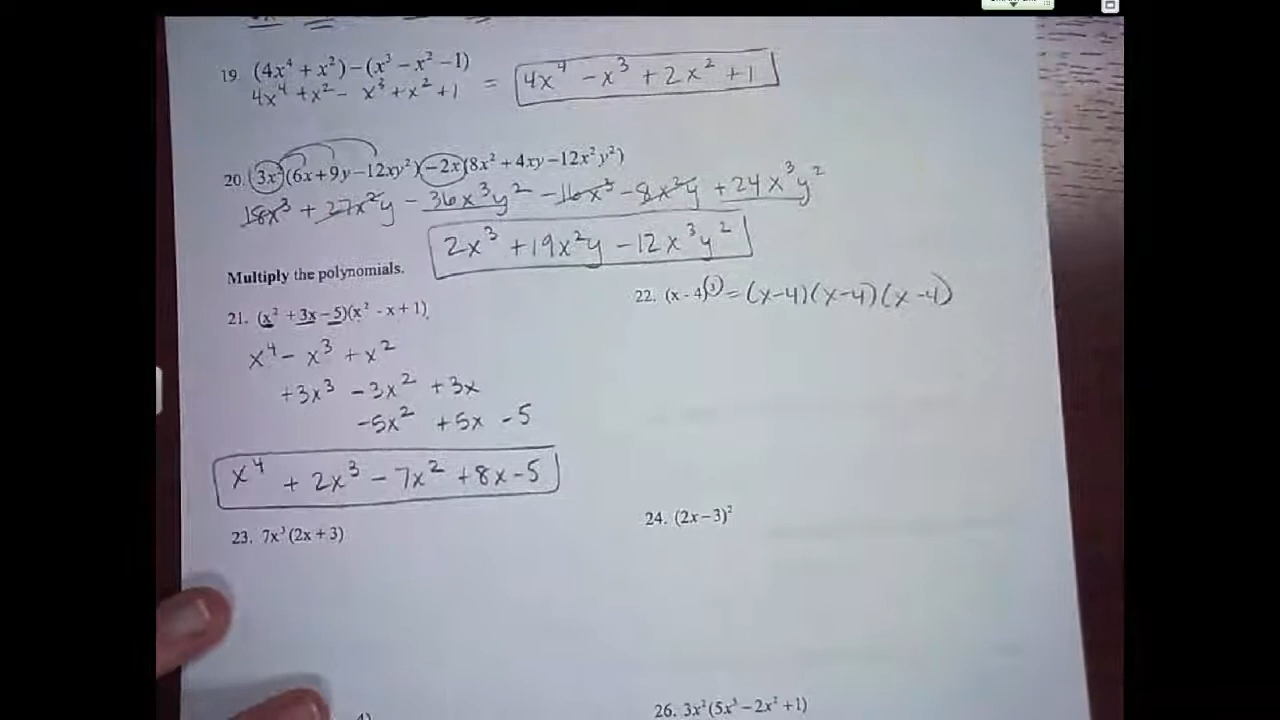 19. (4x⁴ + x²) – (x³ – x² – 1)
4x⁴ + x² – x³ + x² + 1 = 4x⁴ – x³ + 2x² + 1
20. (3x²(6x + 9y – 12xy²) – 2x(8x² + 4xy – 12x²y²)
18x³ + 27x²y – 36x³y² – 16x³ – 8x²y + 24x³y²
2x³ + 19x²y – 12x³y²
Multiply the polynomials.
21. (x² + 3x – 5)(x² - x + 1)
x⁴ – x³ + x²
+3x³ – 3x² + 3x
-5x² + 5x – 5
x⁴ + 2x³ – 7x² + 8x – 5
22. (x - 4)³ = (x–4)(x–4)(x–4)
23. 7x³(2x + 3)
24. (2x – 3)²
26. 3x²(5x³ – 2x² + 1)